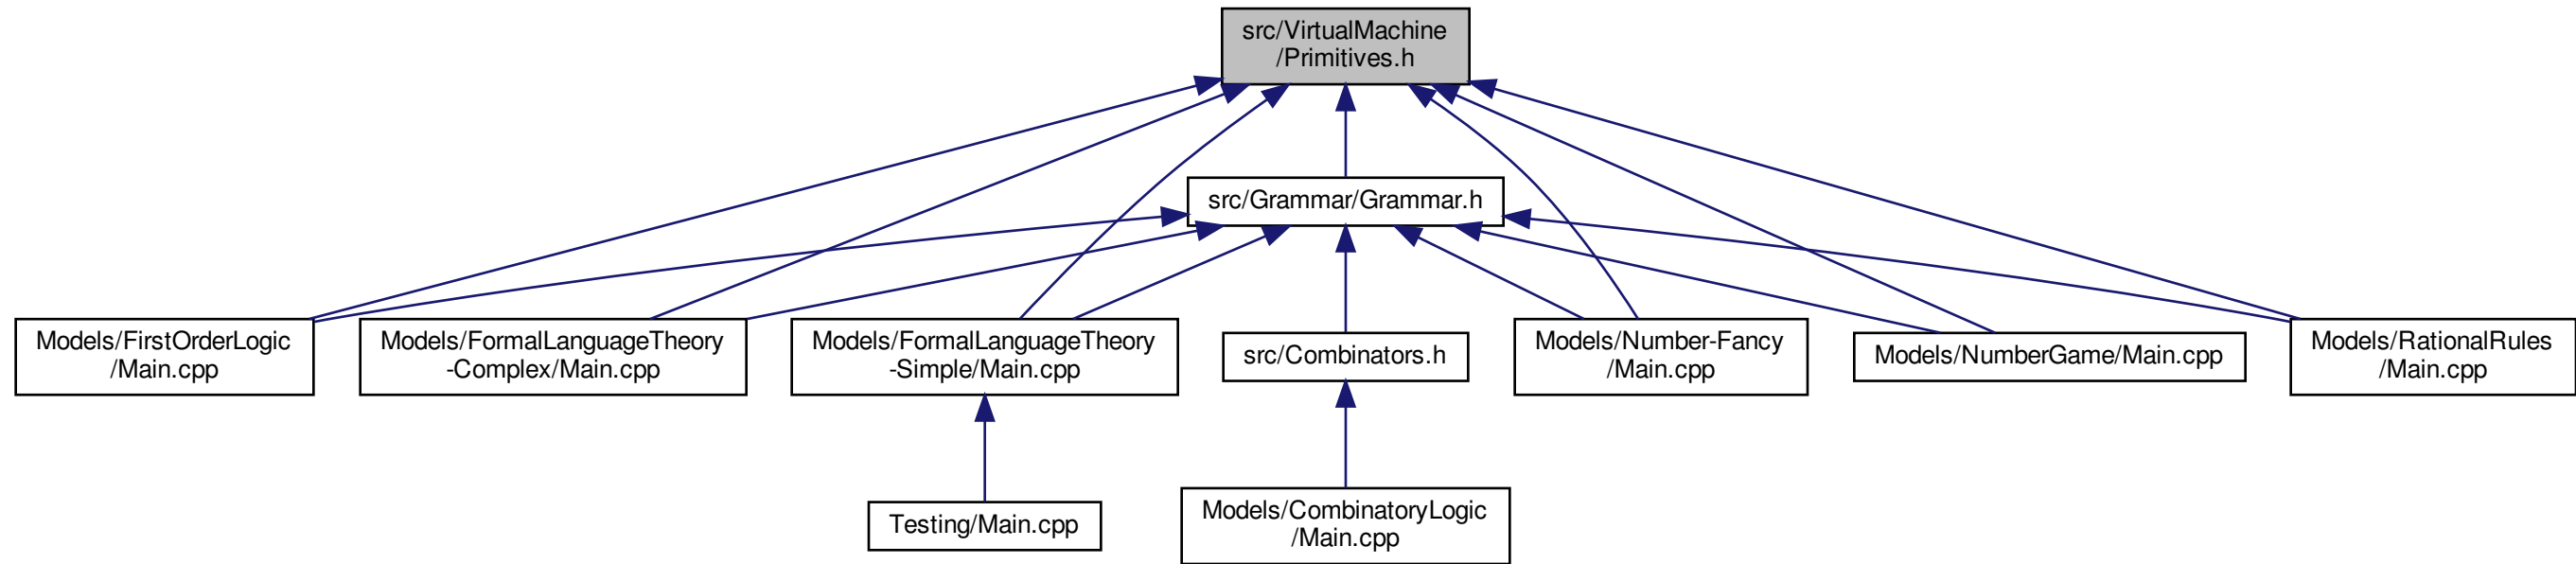 src/VirtualMachine
/Primitives.h
src/Grammar/Grammar.h
Models/FirstOrderLogic
/Main.cpp
Models/FormalLanguageTheory
-Complex/Main.cpp
Models/FormalLanguageTheory
-Simple/Main.cpp
src/Combinators.h
Models/Number-Fancy
/Main.cpp
Models/NumberGame/Main.cpp
Models/RationalRules
/Main.cpp
Testing/Main.cpp
Models/CombinatoryLogic
/Main.cpp